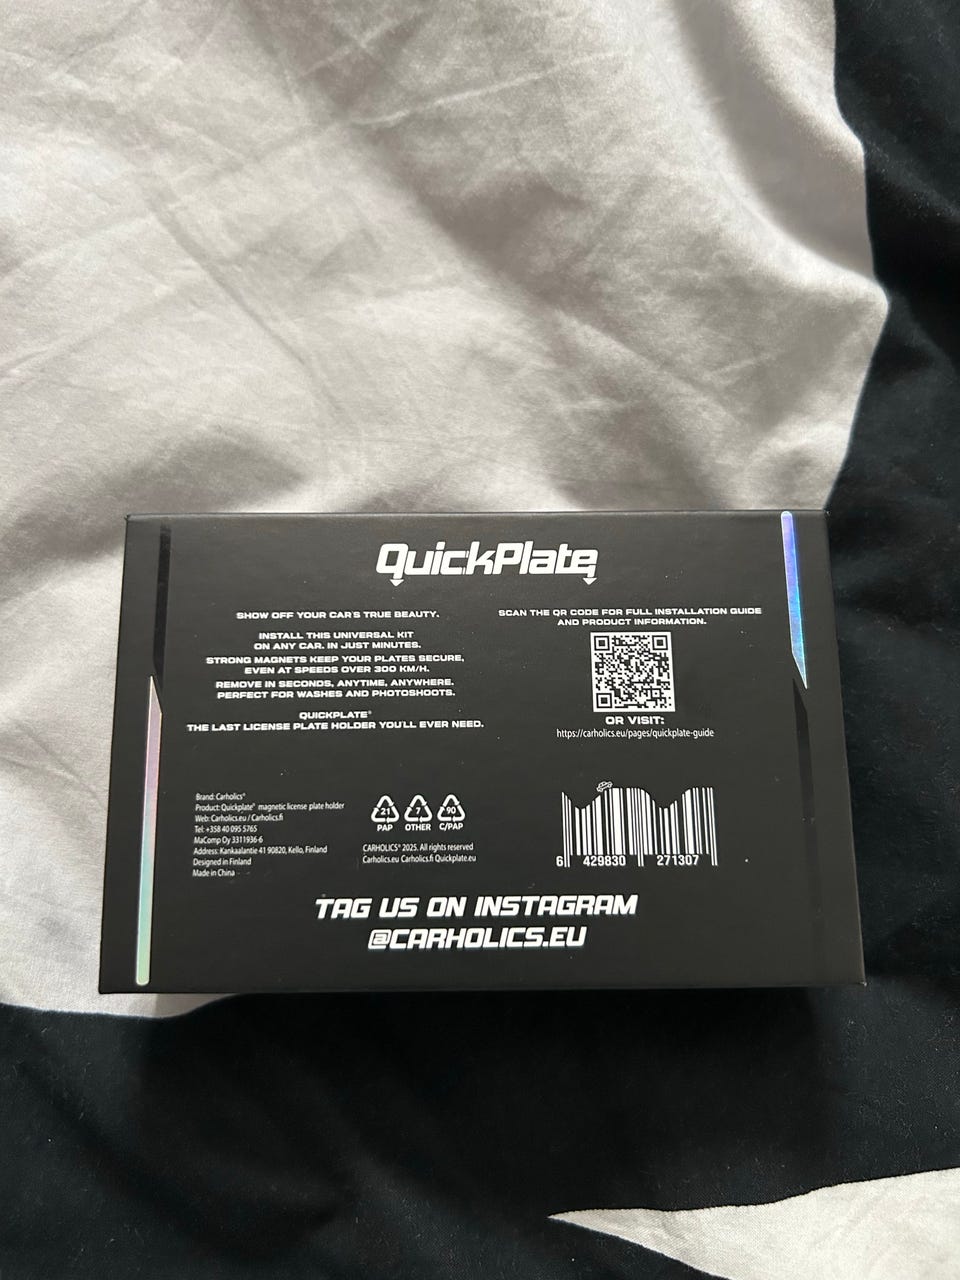 QuickPlate
SHOW OFF YOUR CAR'S TRUE BEAUTY.
INSTALL THIS UNIVERSAL KIT
ON ANY CAR. IN JUST MINUTES.
STRONG MAGNETS KEEP YOUR PLATES SECURE,
EVEN AT SPEEDS OVER 300 KM/H.
REMOVE IN SECONDS, ANYTIME, ANYWHERE.
PERFECT FOR WASHES AND PHOTOSHOOTS.
QUICKPLATE®
THE LAST LICENSE PLATE HOLDER YOU'LL EVER NEED.
SCAN THE QR CODE FOR FULL INSTALLATION GUIDE
AND PRODUCT INFORMATION.
OR VISIT:
https://carholics.eu/pages/quickplate-guide
Brand: Carholics®
Product: Quickplate® magnetic license plate holder
Web: Carholics.eu / Carholics.fi
Tel: +358 40 095 5765
MaComp Oy 3311936-6
Address: Kankaalantie 41 90820, Kello, Finland
Designed in Finland
Made in China
21 7 90
PAP OTHER C/PAP
CARHOLICS® 2025. All rights reserved
Carholics.eu Carholics.fi Quickplate.eu
6 429830 271307
TAG US ON INSTAGRAM
@CARHOLICS.EU